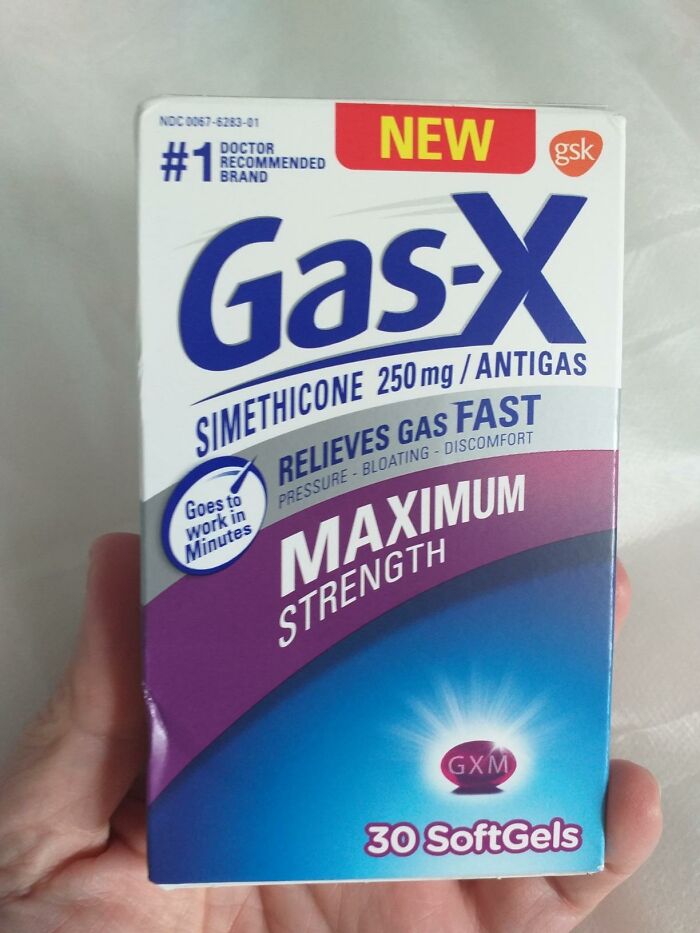 NDC 0067-6283-01
NEW
gsk
#1 DOCTOR
RECOMMENDED
BRAND
Gas-X
SIMETHICONE 250 mg / ANTIGAS
RELIEVES GAS FAST
PRESSURE - BLOATING - DISCOMFORT
Goes to
work in
Minutes
MAXIMUM
STRENGTH
GXM
30 SoftGels